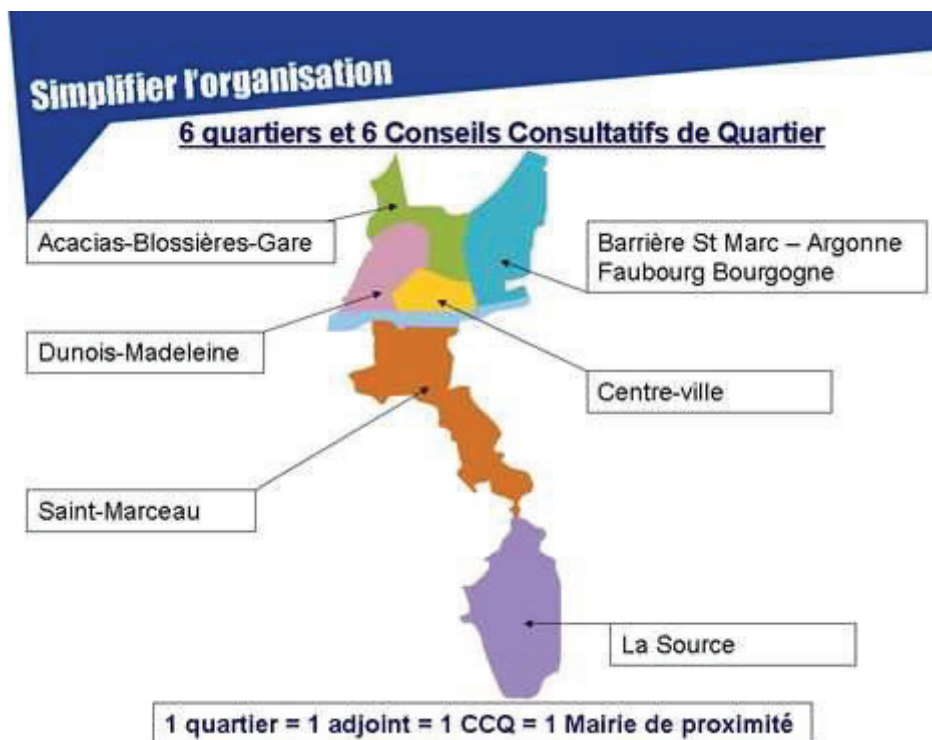 Simplifier l'organisation
6 quartiers et 6 Conseils Consultatifs de Quartier
Acacias-Blossières-Gare
Barrière St Marc – Argonne
Faubourg Bourgogne
Dunois-Madeleine
Centre-ville
Saint-Marceau
La Source
1 quartier = 1 adjoint = 1 CCQ = 1 Mairie de proximité